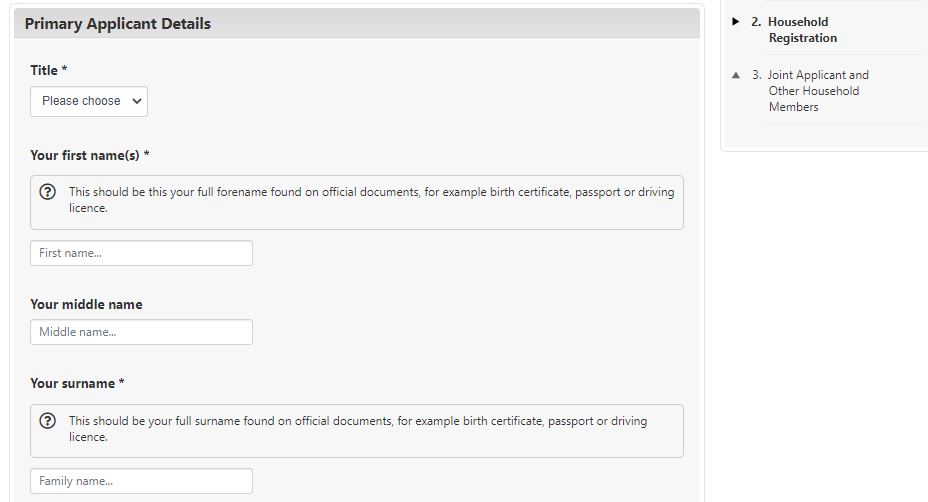 Primary Applicant Details
Title *
Please choose
Your first name(s) *
This should be this your full forename found on official documents, for example birth certificate, passport or driving
licence.
First name...
Your middle name
Middle name...
Your surname *
This should be your full surname found on official documents, for example birth certificate, passport or driving
licence.
Family name...
2. Household
Registration
3. Joint Applicant and
Other Household
Members